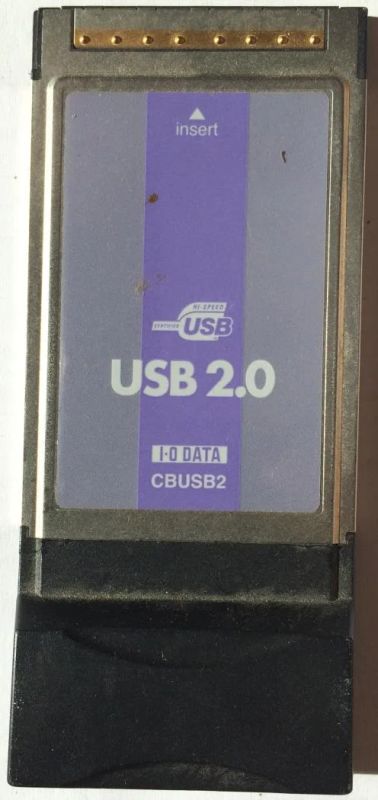 insert
HI-SPEED
CERTIFIED USB
USB 2.0
I·O DATA
CBUSB2